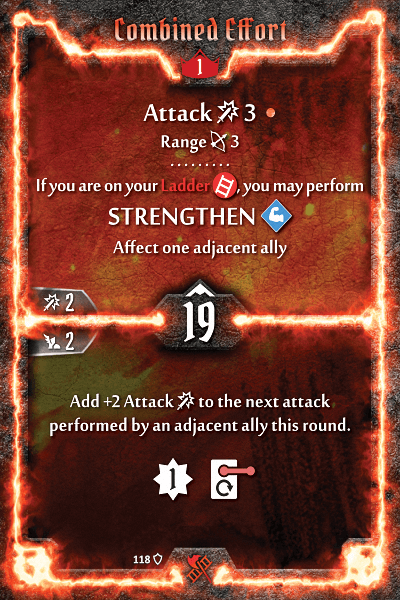 Combined Effort
1
Attack 3
Range 3
If you are on your Ladder, you may perform
STRENGTHEN
Affect one adjacent ally
2
19
2
Add +2 Attack to the next attack
performed by an adjacent ally this round.
1
118